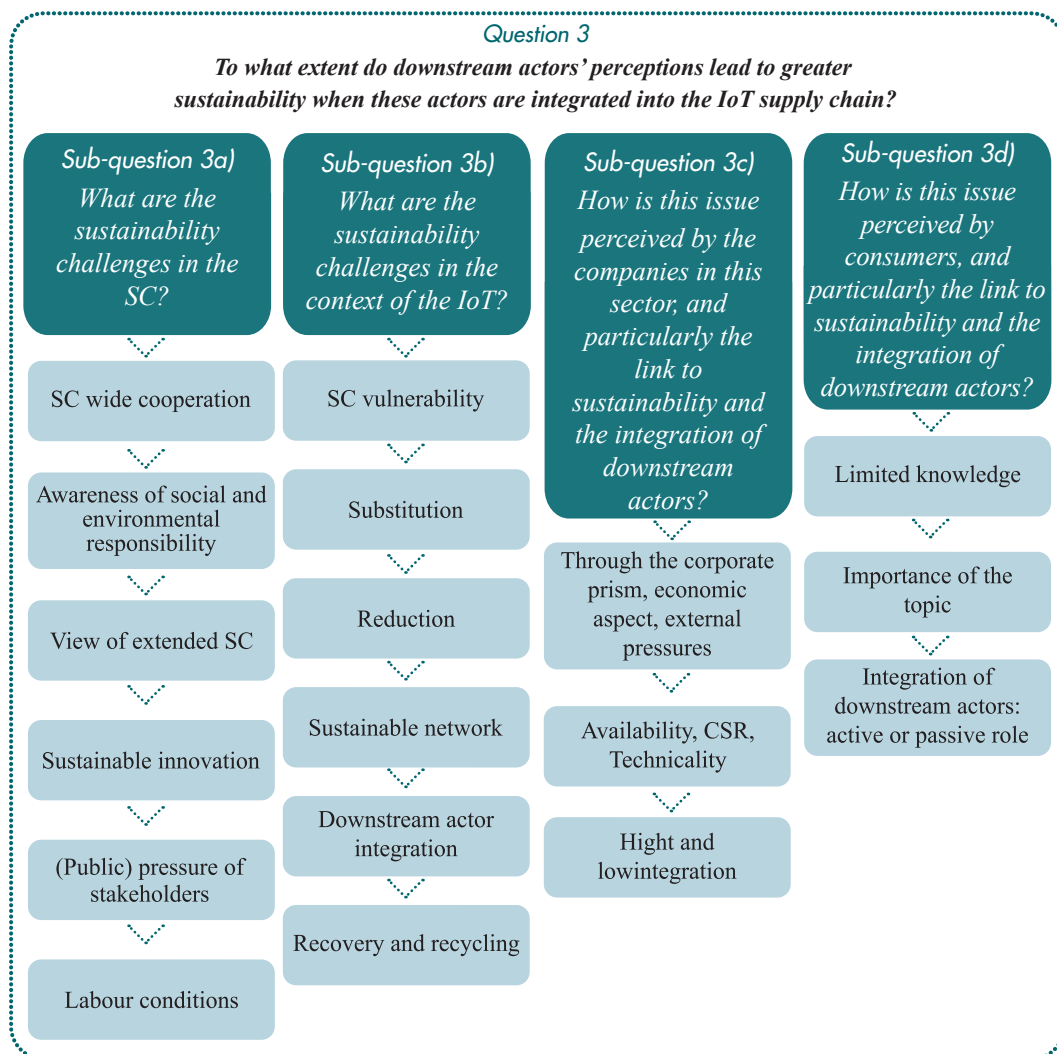 Question 3
To what extent do downstream actors’ perceptions lead to greater
sustainability when these actors are integrated into the IoT supply chain?
Sub-question 3a)
What are the
sustainability
challenges in the
SC?
SC wide cooperation
Awareness of social and
environmental
responsibility
View of extended SC
Sustainable innovation
(Public) pressure of
stakeholders
Labour conditions
Sub-question 3b)
What are the
sustainability
challenges in the
context of the IoT?
SC vulnerability
Substitution
Reduction
Sustainable network
Downstream actor
integration
Recovery and recycling
Sub-question 3c)
How is this issue
perceived by the
companies in this
sector, and
particularly the
link to
sustainability and
the integration of
downstream
actors?
Through the corporate
prism, economic
aspect, external
pressures
Availability, CSR,
Technicality
Hight and
lowintegration
Sub-question 3d)
How is this issue
perceived by
consumers, and
particularly the link to
sustainability and the
integration of
downstream actors?
Limited knowledge
Importance of the
topic
Integration of
downstream actors:
active or passive role